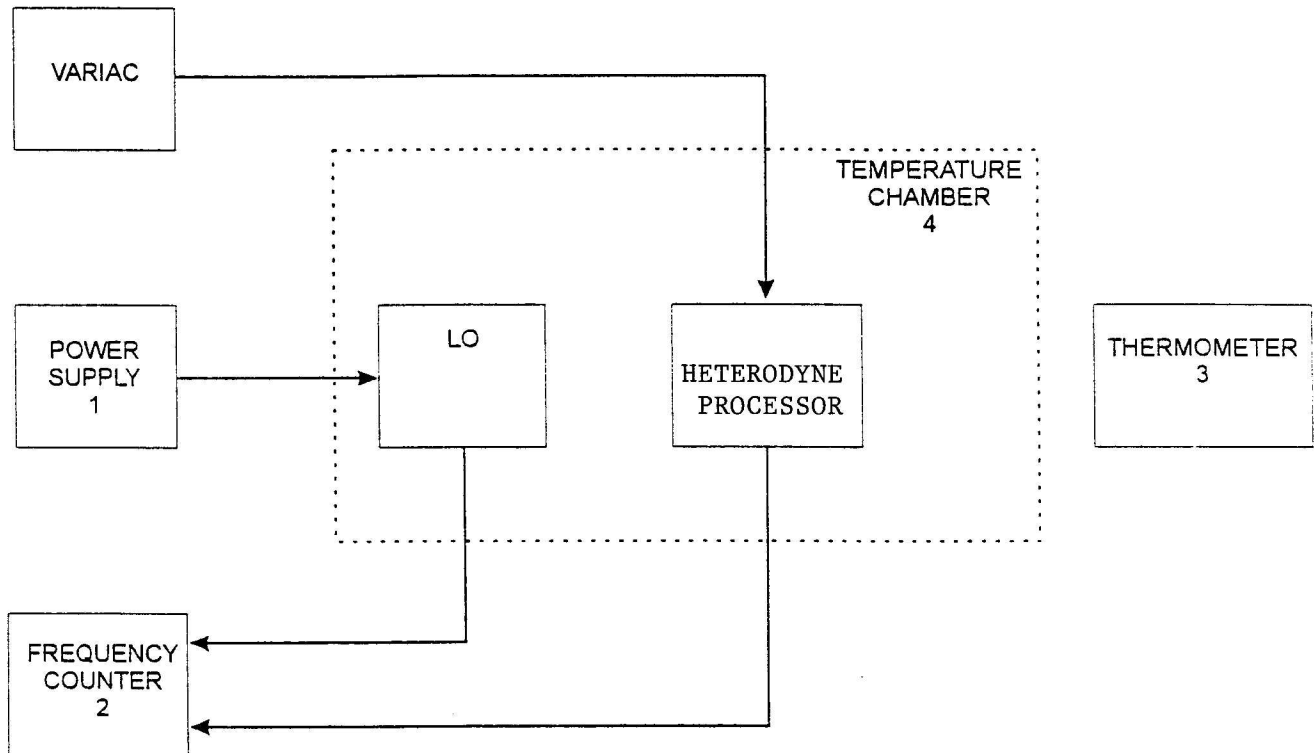 VARIAC
TEMPERATURE
CHAMBER
4
POWER
SUPPLY
1
LO
HETERODYNE
PROCESSOR
THERMOMETER
3
FREQUENCY
COUNTER
2